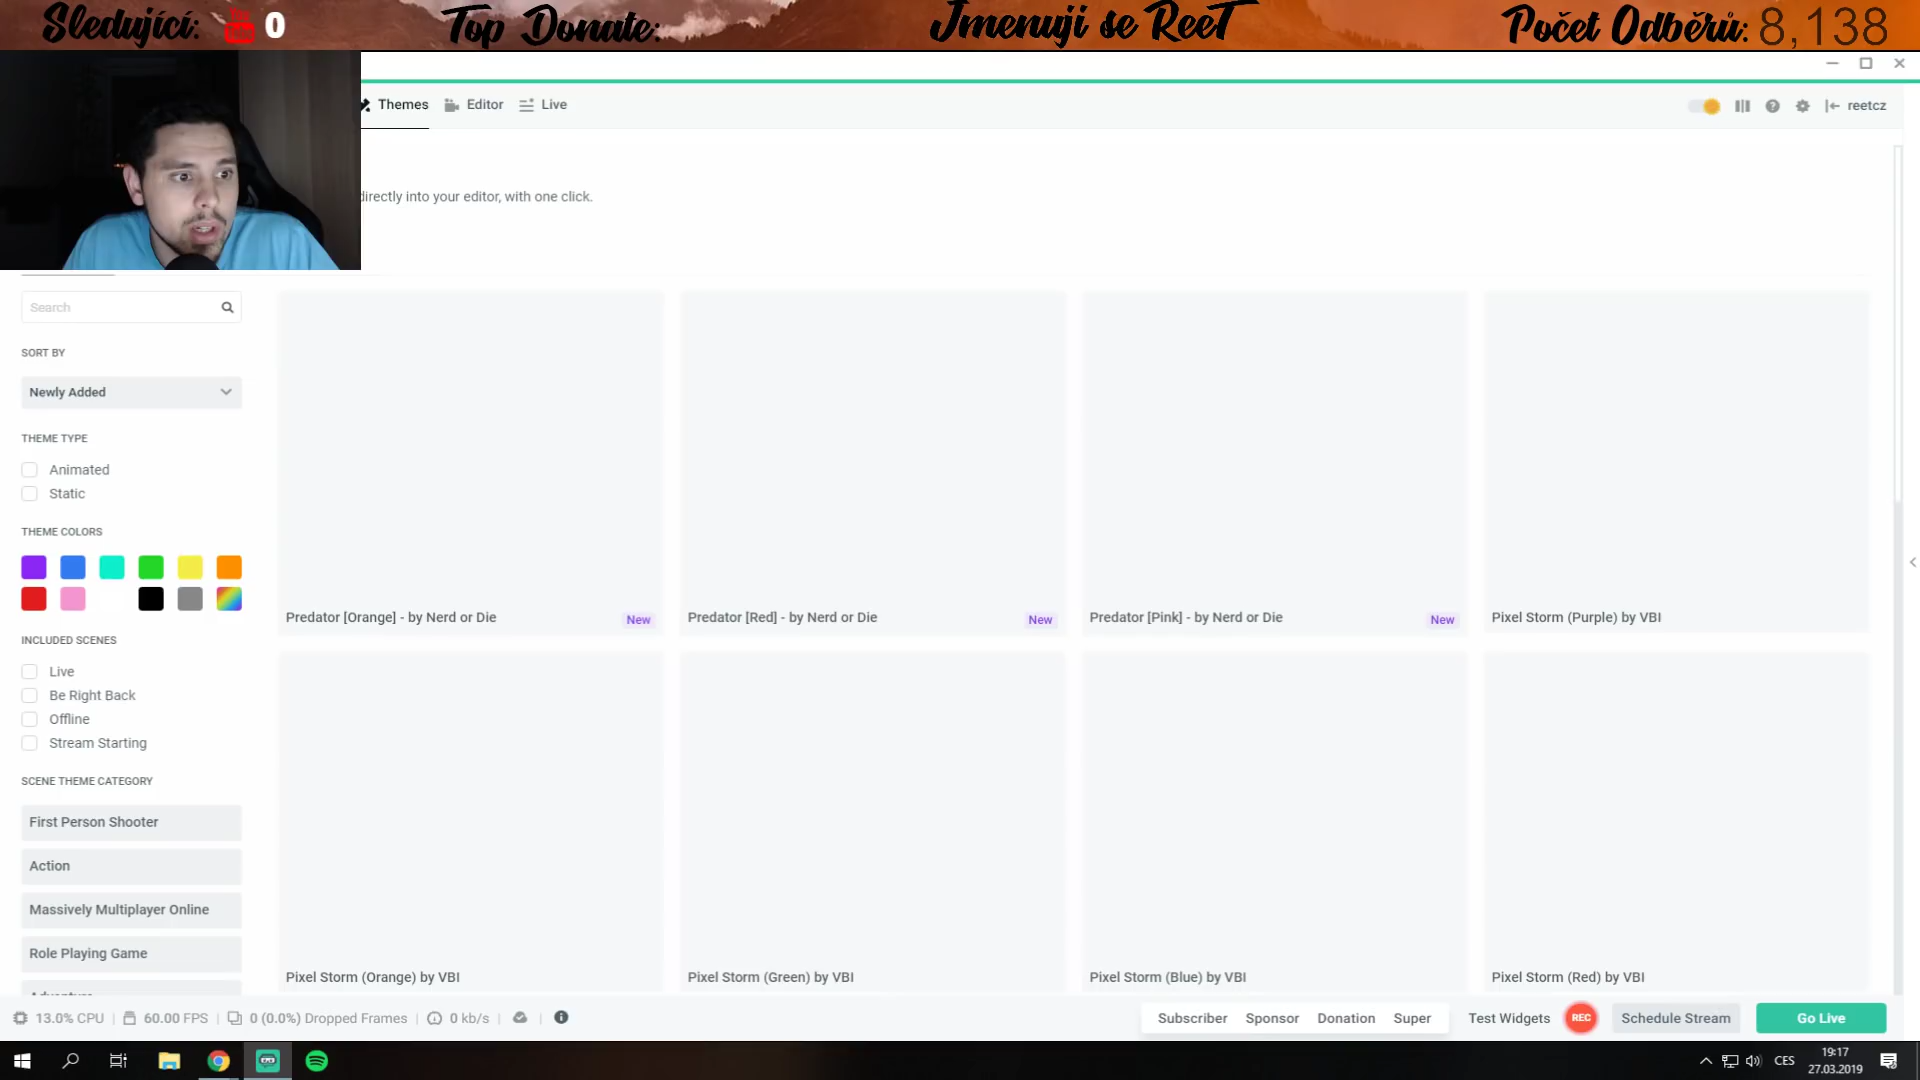 Sledující: 0 Top Donate: Jmenuji se ReeT Počet Odběrů: 8,138
Themes Editor Live reetcz
directly into your editor, with one click.
Search
SORT BY
Newly Added
THEME TYPE
Animated
Static
THEME COLORS
INCLUDED SCENES
Live
Be Right Back
Offline
Stream Starting
SCENE THEME CATEGORY
First Person Shooter
Action
Massively Multiplayer Online
Role Playing Game
Predator [Orange] - by Nerd or Die New
Predator [Red] - by Nerd or Die New
Predator [Pink] - by Nerd or Die New
Pixel Storm (Purple) by VBI
Pixel Storm (Orange) by VBI
Pixel Storm (Green) by VBI
Pixel Storm (Blue) by VBI
Pixel Storm (Red) by VBI
13.0% CPU 60.00 FPS 0 (0.0%) Dropped Frames 0 kb/s Subscriber Sponsor Donation Super Test Widgets REC Schedule Stream Go Live
CES 19:17
27.03.2019